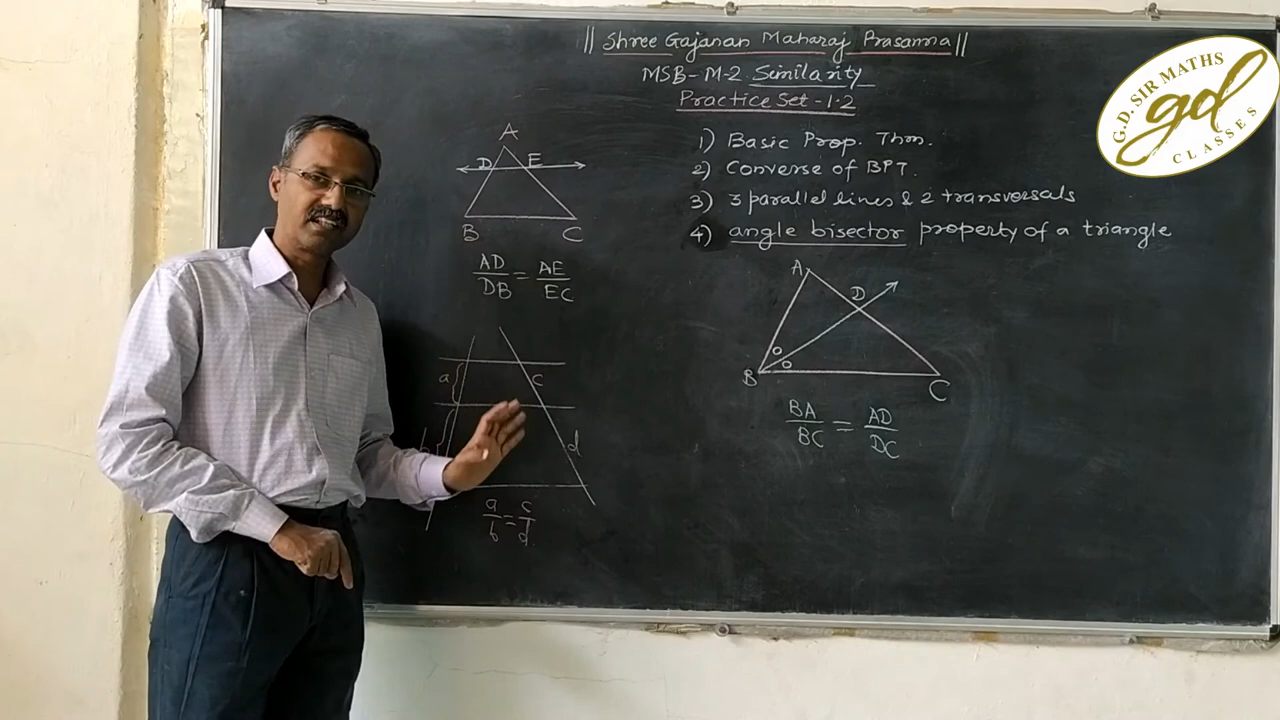 || Shree Gajanan Maharaj Prasanna ||
MSB-M-2 Similarity
Practice Set-1.2
1) Basic Prop. Thm.
2) Converse of BPT.
3) 3 parallel lines & 2 transversals
4) angle bisector property of a triangle
A
D E
B C
AD/DB = AE/EC
a c
b d
a/b = c/d
A
D
B C
BA/BC = AD/DC
G.D. SIR MATHS
gd
CLASSES